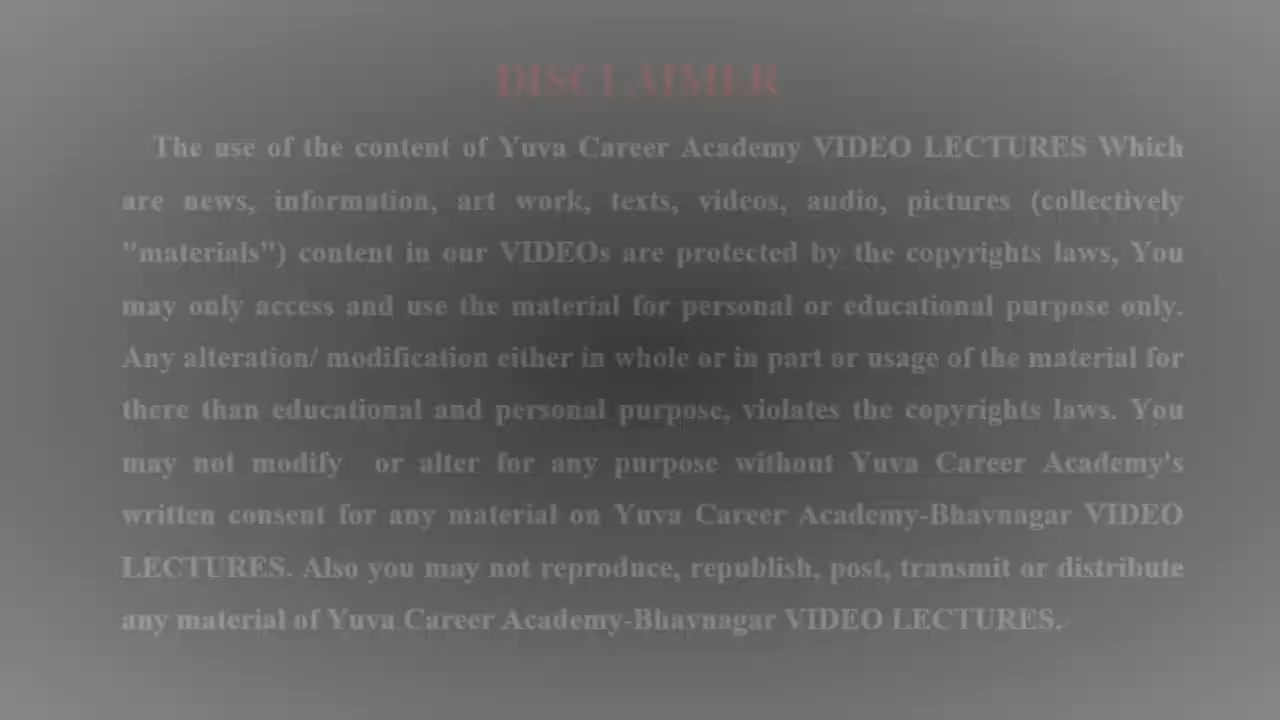 DISCLAIMER
The use of the content of Yuva Career Academy VIDEO LECTURES Which
are news, information, art work, texts, videos, audio, pictures (collectively
"materials") content in our VIDEOs are protected by the copyrights laws, You
may only access and use the material for personal or educational purpose only.
Any alteration/ modification either in whole or in part or usage of the material for
there than educational and personal purpose, violates the copyrights laws. You
may not modify or alter for any purpose without Yuva Career Academy's
written consent for any material on Yuva Career Academy-Bhavnagar VIDEO
LECTURES. Also you may not reproduce, republish, post, transmit or distribute
any material of Yuva Career Academy-Bhavnagar VIDEO LECTURES.